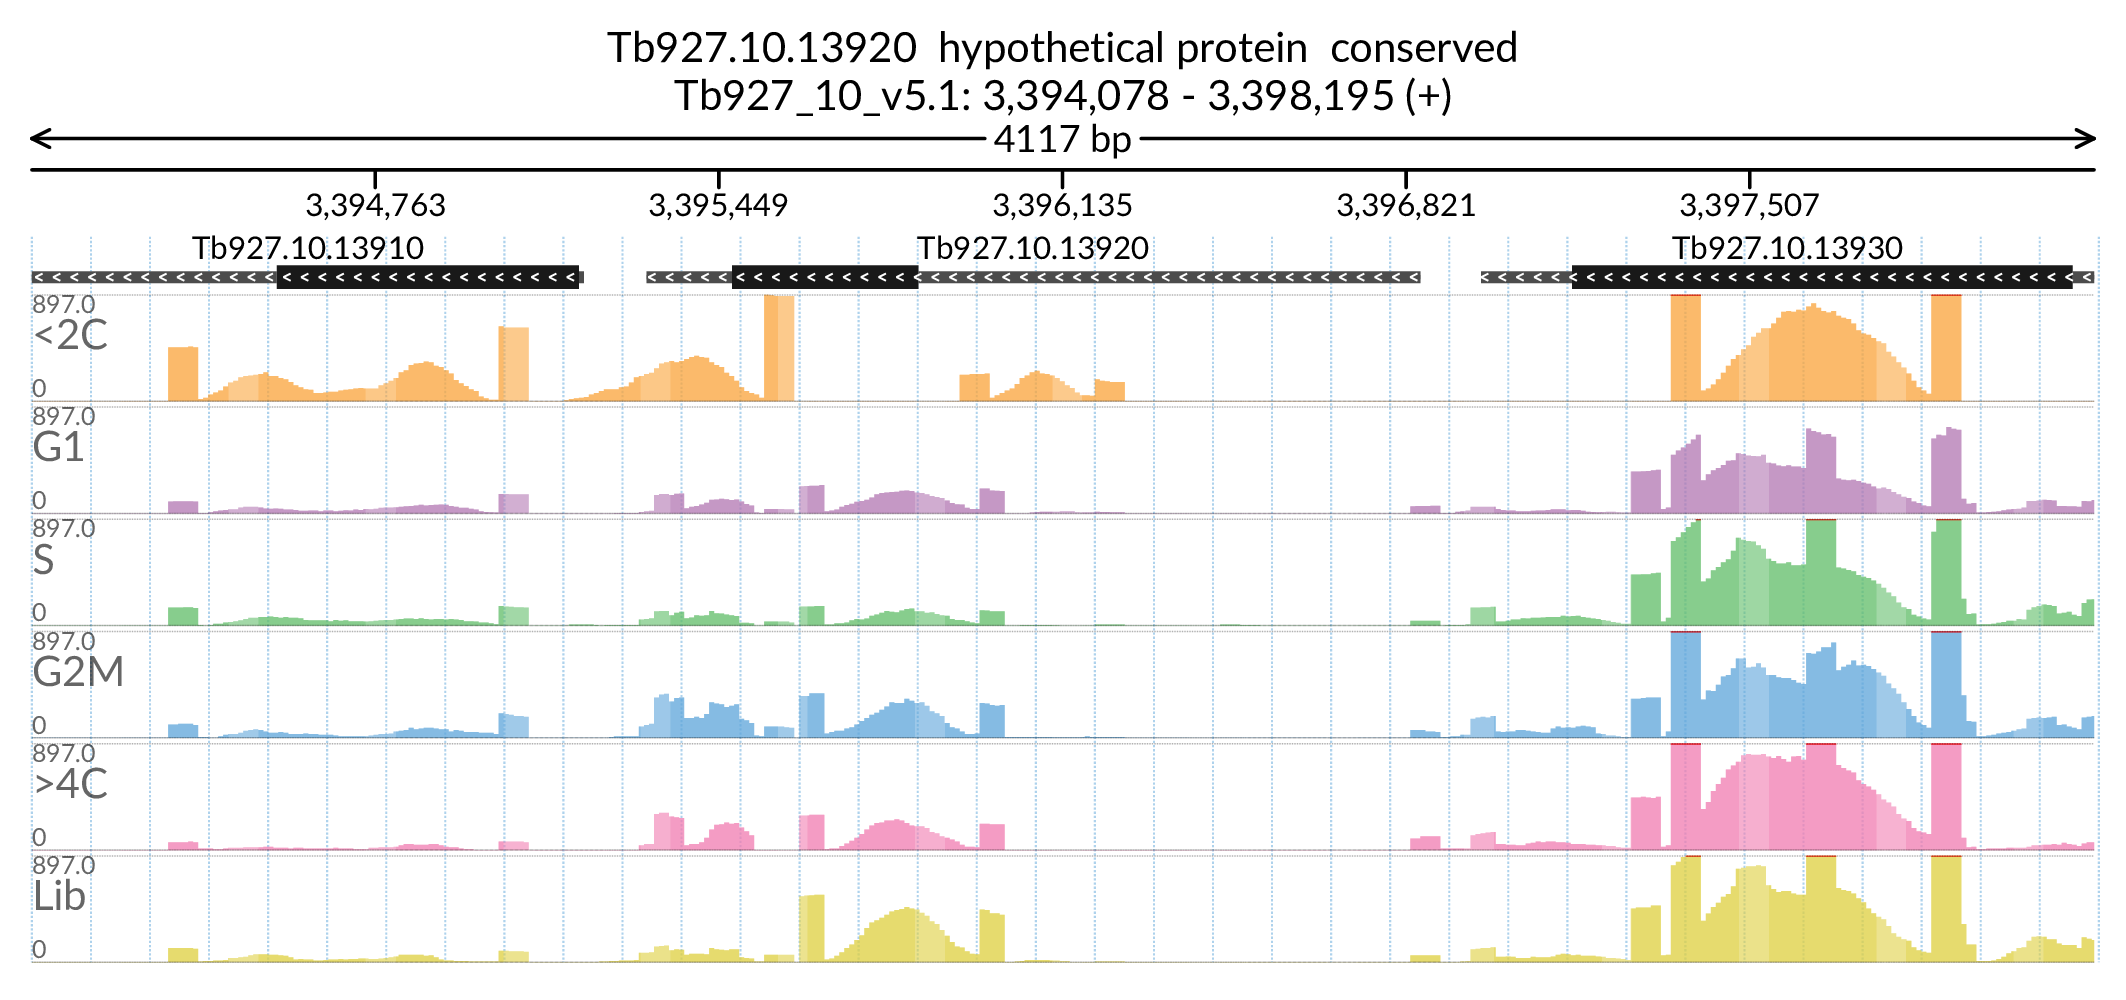 Tb927.10.13920  hypothetical protein  conserved
Tb927_10_v5.1: 3,394,078 - 3,398,195 (+)
4117 bp
3,394,763 3,395,449 3,396,135 3,396,821 3,397,507
Tb927.10.13910 Tb927.10.13920 Tb927.10.13930
897.0
<2C
0
897.0
G1
0
897.0
S
0
897.0
G2M
0
897.0
>4C
0
897.0
Lib
0